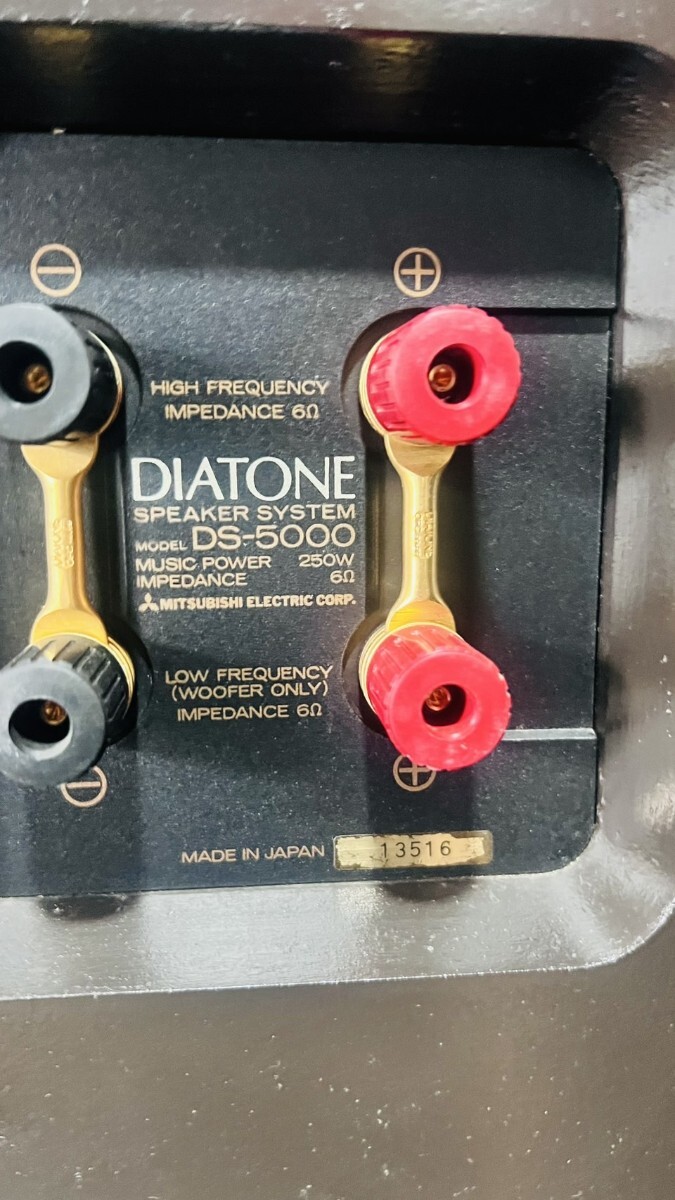 ⊖ ⊕
HIGH FREQUENCY
IMPEDANCE 6Ω
DIATONE
SPEAKER SYSTEM
MODEL DS-5000
MUSIC POWER 250W
IMPEDANCE 6Ω
MITSUBISHI ELECTRIC CORP.
LOW FREQUENCY
(WOOFER ONLY)
IMPEDANCE 6Ω
⊖ ⊕
MADE IN JAPAN 13516